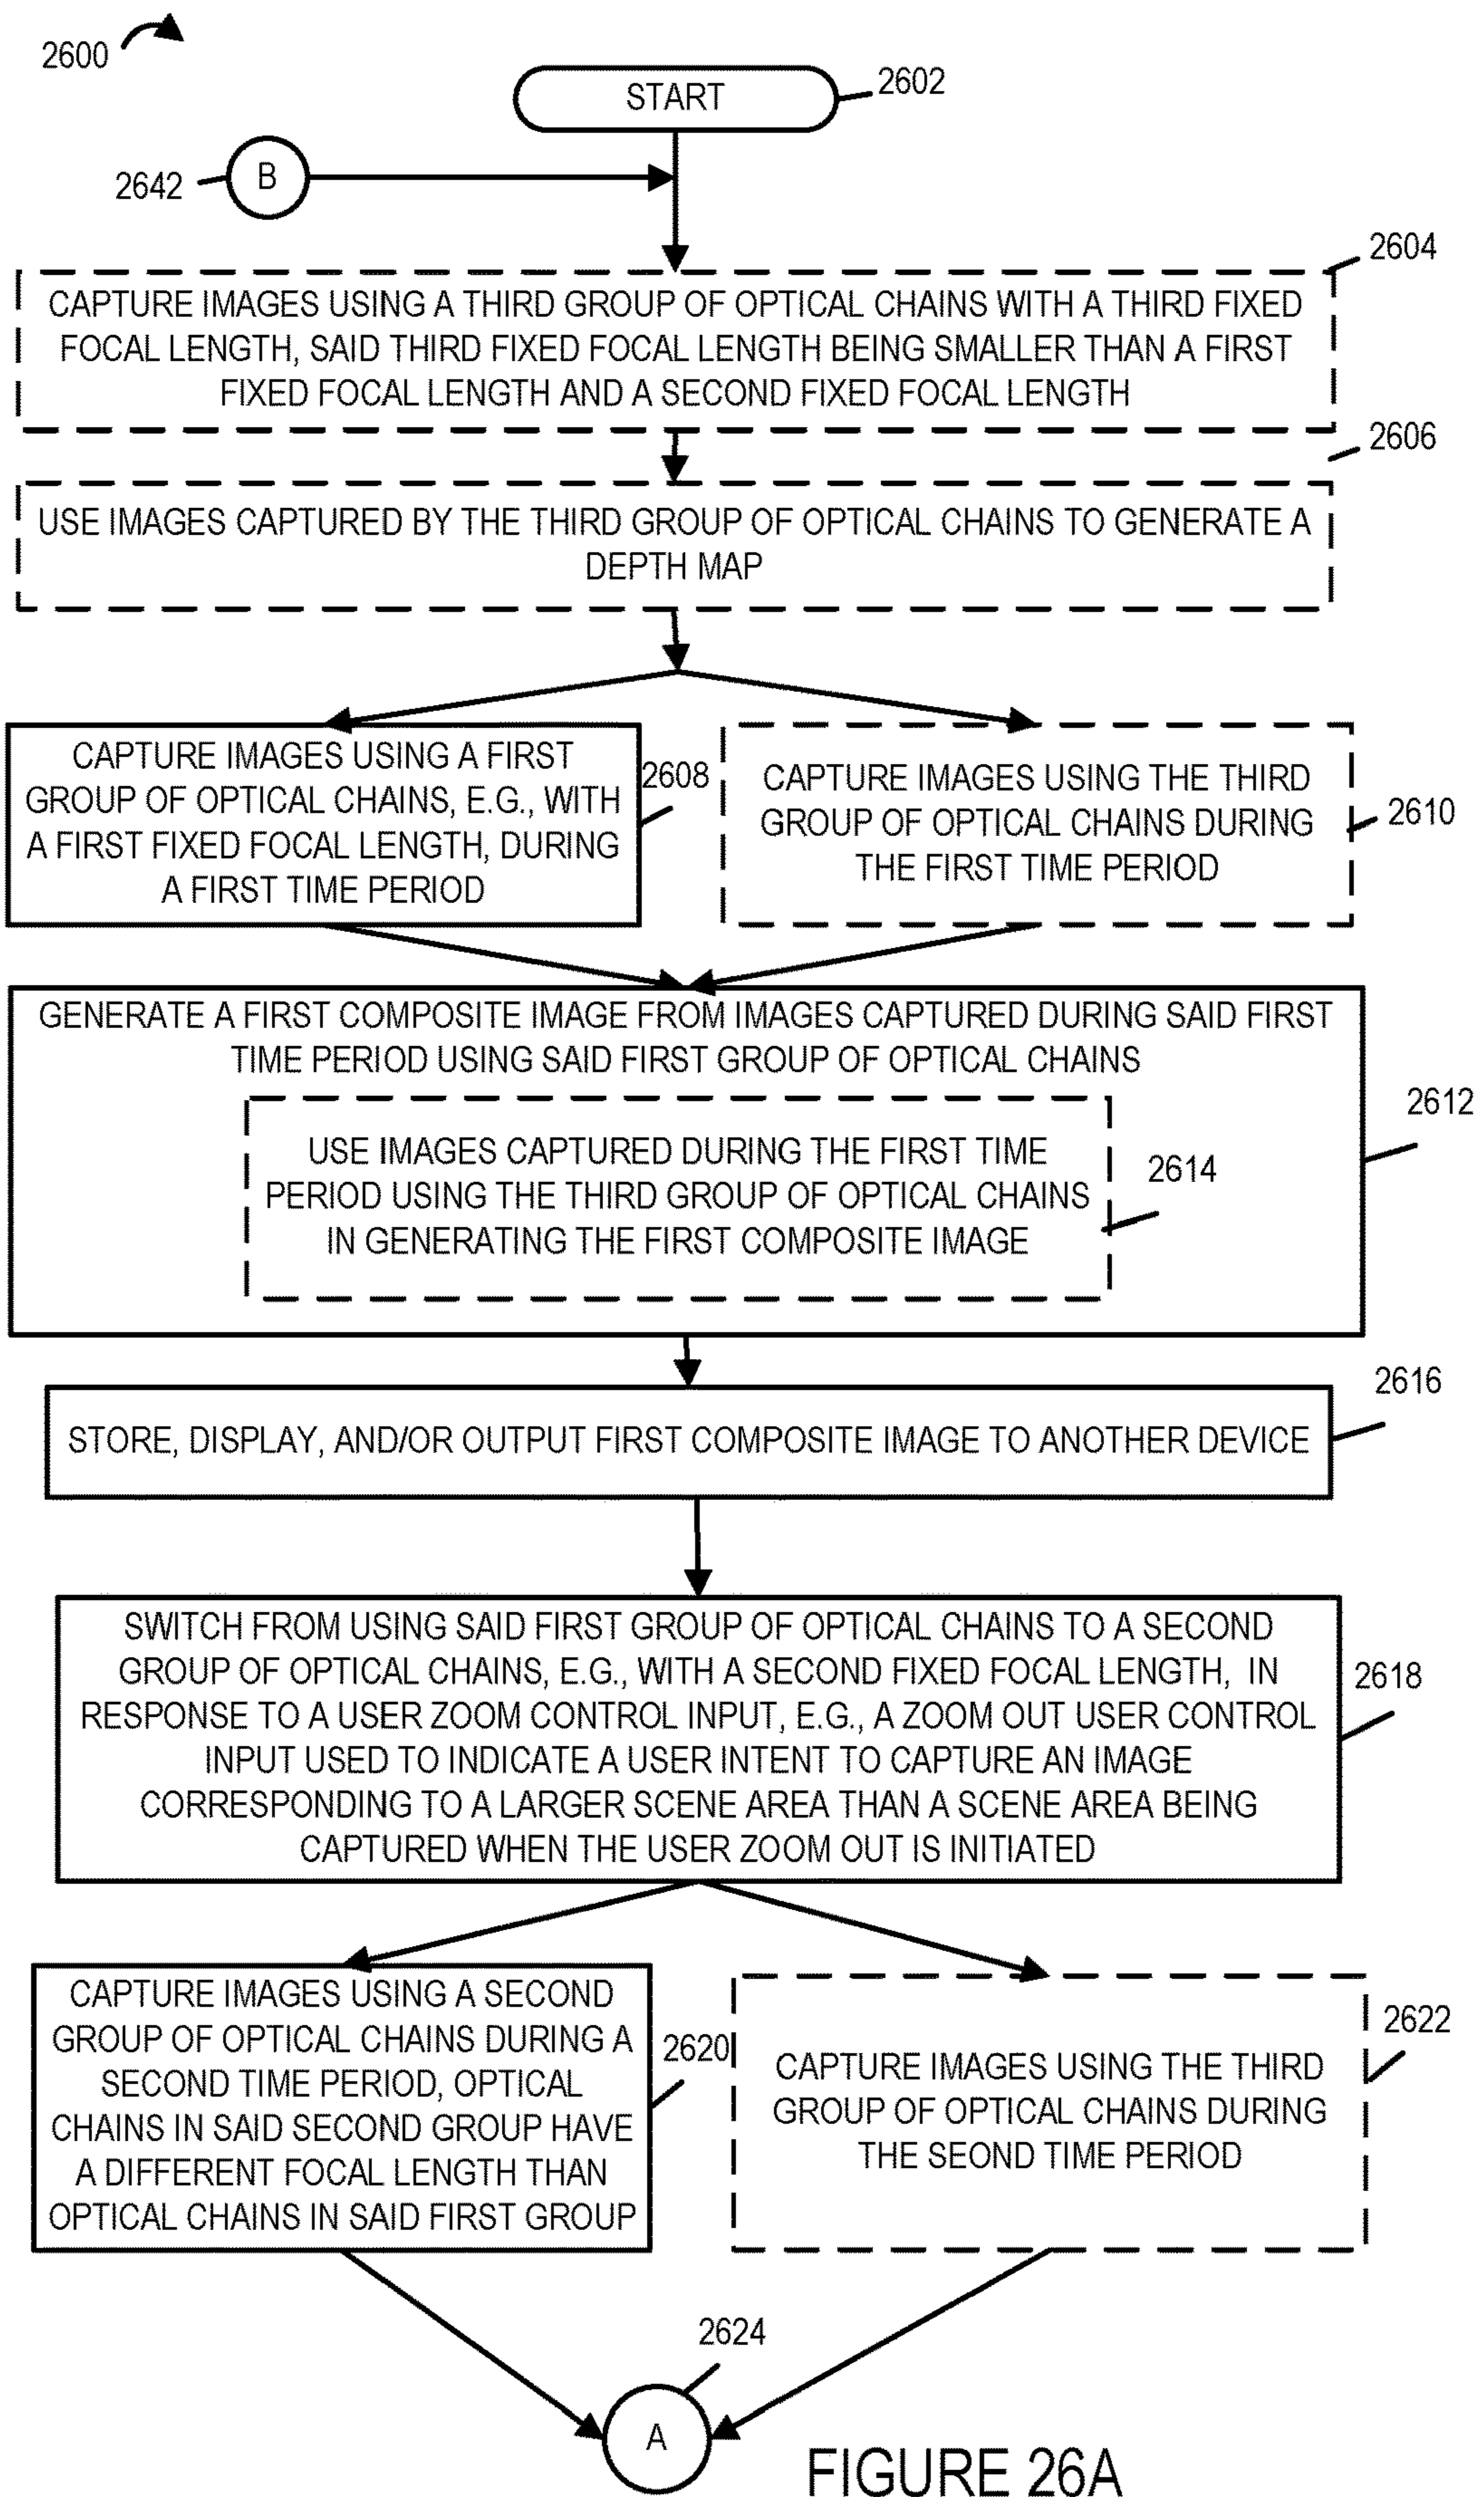 2600
START
2602
2642
B
2604
CAPTURE IMAGES USING A THIRD GROUP OF OPTICAL CHAINS WITH A THIRD FIXED
FOCAL LENGTH, SAID THIRD FIXED FOCAL LENGTH BEING SMALLER THAN A FIRST
FIXED FOCAL LENGTH AND A SECOND FIXED FOCAL LENGTH
2606
USE IMAGES CAPTURED BY THE THIRD GROUP OF OPTICAL CHAINS TO GENERATE A
DEPTH MAP
CAPTURE IMAGES USING A FIRST
GROUP OF OPTICAL CHAINS, E.G., WITH
A FIRST FIXED FOCAL LENGTH, DURING
A FIRST TIME PERIOD
2608
CAPTURE IMAGES USING THE THIRD
GROUP OF OPTICAL CHAINS DURING
THE FIRST TIME PERIOD
2610
GENERATE A FIRST COMPOSITE IMAGE FROM IMAGES CAPTURED DURING SAID FIRST
TIME PERIOD USING SAID FIRST GROUP OF OPTICAL CHAINS
2612
USE IMAGES CAPTURED DURING THE FIRST TIME
PERIOD USING THE THIRD GROUP OF OPTICAL CHAINS
IN GENERATING THE FIRST COMPOSITE IMAGE
2614
2616
STORE, DISPLAY, AND/OR OUTPUT FIRST COMPOSITE IMAGE TO ANOTHER DEVICE
SWITCH FROM USING SAID FIRST GROUP OF OPTICAL CHAINS TO A SECOND
GROUP OF OPTICAL CHAINS, E.G., WITH A SECOND FIXED FOCAL LENGTH, IN
RESPONSE TO A USER ZOOM CONTROL INPUT, E.G., A ZOOM OUT USER CONTROL
INPUT USED TO INDICATE A USER INTENT TO CAPTURE AN IMAGE
CORRESPONDING TO A LARGER SCENE AREA THAN A SCENE AREA BEING
CAPTURED WHEN THE USER ZOOM OUT IS INITIATED
2618
CAPTURE IMAGES USING A SECOND
GROUP OF OPTICAL CHAINS DURING A
SECOND TIME PERIOD, OPTICAL
CHAINS IN SAID SECOND GROUP HAVE
A DIFFERENT FOCAL LENGTH THAN
OPTICAL CHAINS IN SAID FIRST GROUP
2620
CAPTURE IMAGES USING THE THIRD
GROUP OF OPTICAL CHAINS DURING
THE SEOND TIME PERIOD
2622
2624
A
FIGURE 26A